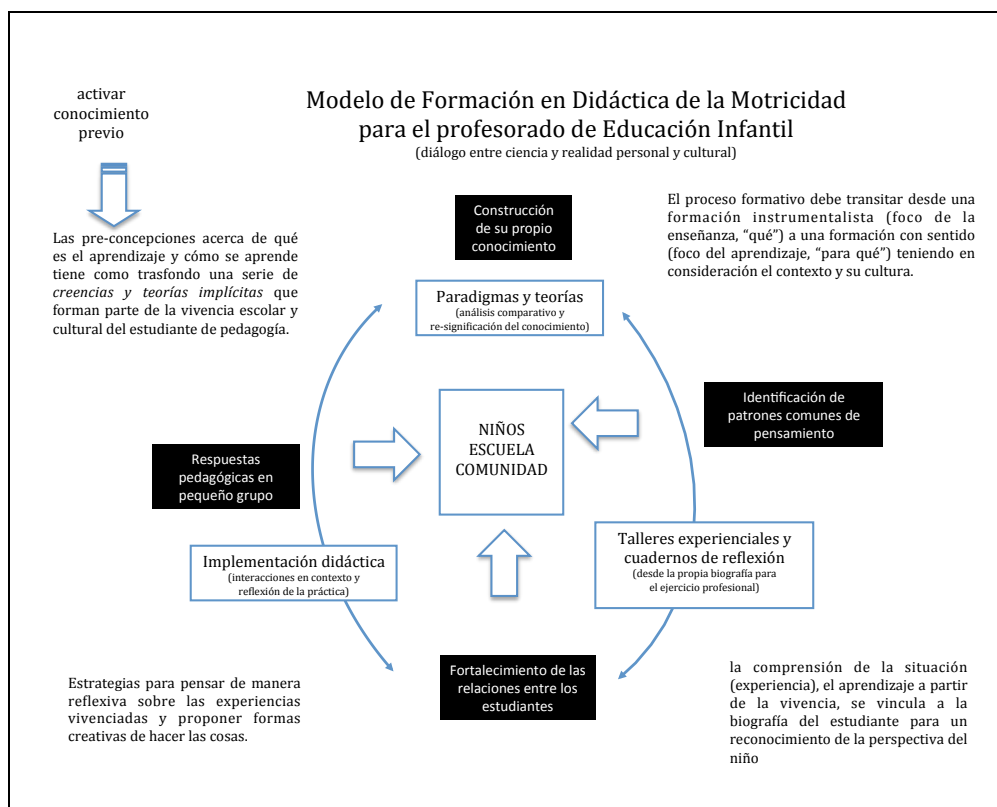 activar
conocimiento
previo
Modelo de Formación en Didáctica de la Motricidad
para el profesorado de Educación Infantil
(diálogo entre ciencia y realidad personal y cultural)
Las pre-concepciones acerca de qué
es el aprendizaje y cómo se aprende
tiene como trasfondo una serie de
creencias y teorías implícitas que
forman parte de la vivencia escolar y
cultural del estudiante de pedagogía.
Construcción
de su propio
conocimiento
El proceso formativo debe transitar desde una
formación instrumentalista (foco de la
enseñanza, “qué”) a una formación con sentido
(foco del aprendizaje, “para qué”) teniendo en
consideración el contexto y su cultura.
Paradigmas y teorías
(análisis comparativo y
re-significación del conocimiento)
Identificación de
patrones comunes de
pensamiento
NIÑOS
ESCUELA
COMUNIDAD
Respuestas
pedagógicas en
pequeño grupo
Implementación didáctica
(interacciones en contexto y
reflexión de la práctica)
Talleres experienciales y
cuadernos de reflexión
(desde la propia biografía para
el ejercicio profesional)
Fortalecimiento de las
relaciones entre los
estudiantes
Estrategias para pensar de manera
reflexiva sobre las experiencias
vivenciadas y proponer formas
creativas de hacer las cosas.
la comprensión de la situación
(experiencia), el aprendizaje a partir
de la vivencia, se vincula a la
biografía del estudiante para un
reconocimiento de la perspectiva del
niño